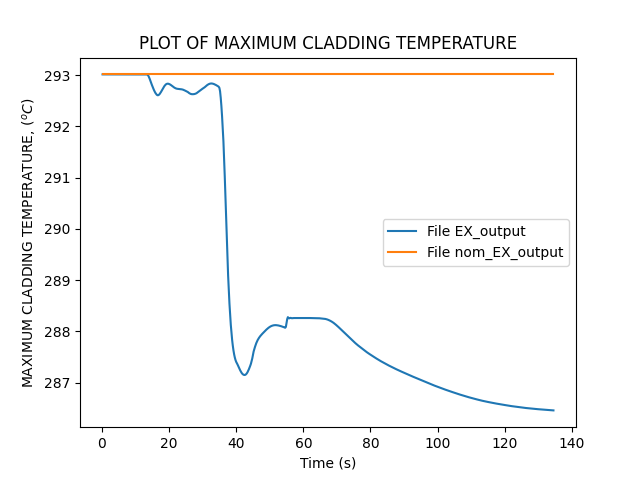 PLOT OF MAXIMUM CLADDING TEMPERATURE
MAXIMUM CLADDING TEMPERATURE, (°C)
293
292
291
290
289
288
287
File EX_output
File nom_EX_output
0 20 40 60 80 100 120 140
Time (s)